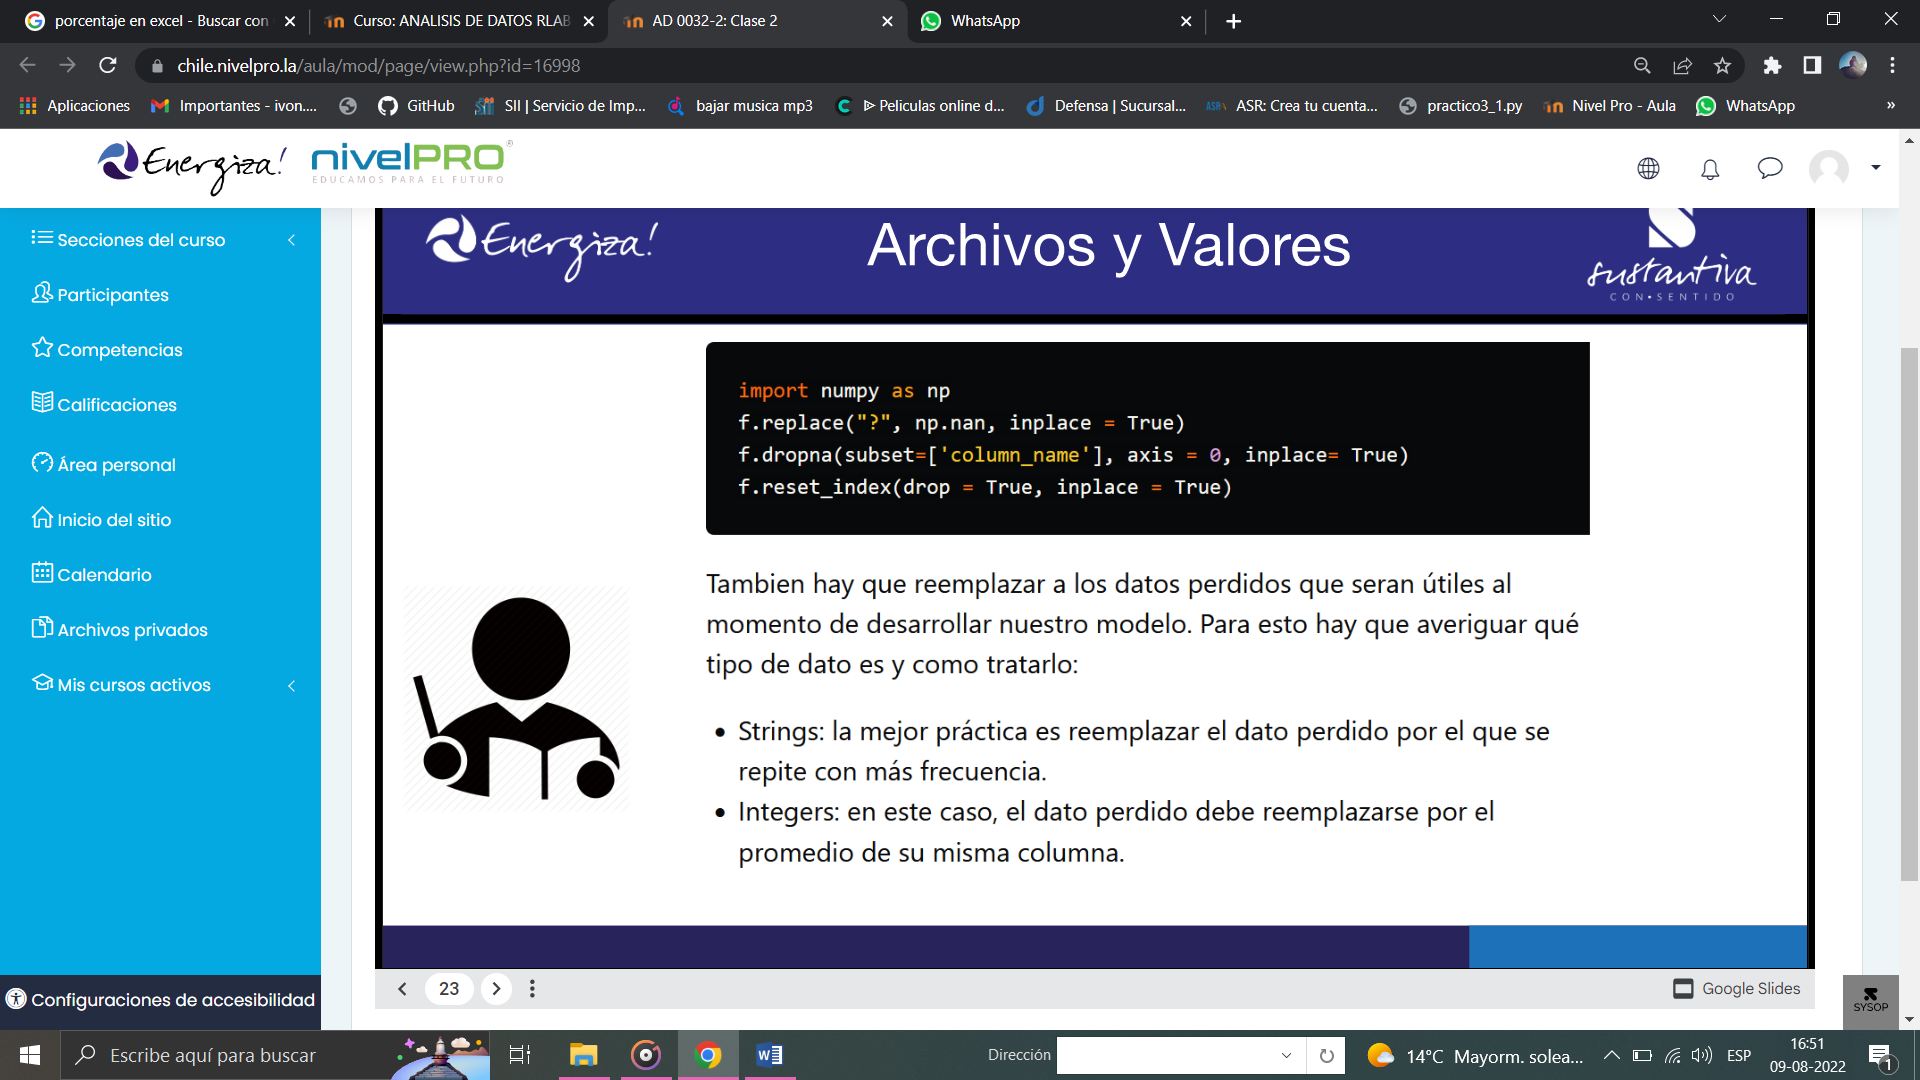 porcentaje en excel - Buscar con
Curso: ANALISIS DE DATOS RLAB
AD 0032-2: Clase 2
WhatsApp
chile.nivelpro.la/aula/mod/page/view.php?id=16998
Aplicaciones
Importantes - ivon....
GitHub
SII | Servicio de Imp...
bajar musica mp3
Peliculas online d...
Defensa | Sucursal...
ASR: Crea tu cuenta...
practico3_1.py
Nivel Pro - Aula
WhatsApp
»
Energiza!
nivelPRO
EDUCAMOS PARA EL FUTURO
Secciones del curso
Participantes
Competencias
Calificaciones
Área personal
Inicio del sitio
Calendario
Archivos privados
Mis cursos activos
Configuraciones de accesibilidad
Energiza!
Archivos y Valores
sustantiva
CON•SENTIDO
import numpy as np
f.replace("?", np.nan, inplace = True)
f.dropna(subset=['column_name'], axis = 0, inplace= True)
f.reset_index(drop = True, inplace = True)
Tambien hay que reemplazar a los datos perdidos que seran útiles al
momento de desarrollar nuestro modelo. Para esto hay que averiguar qué
tipo de dato es y como tratarlo:
• Strings: la mejor práctica es reemplazar el dato perdido por el que se
repite con más frecuencia.
• Integers: en este caso, el dato perdido debe reemplazarse por el
promedio de su misma columna.
23
Google Slides
SYSOP
Escribe aquí para buscar
Dirección
14°C Mayorm. solea...
ESP
16:51
09-08-2022
1